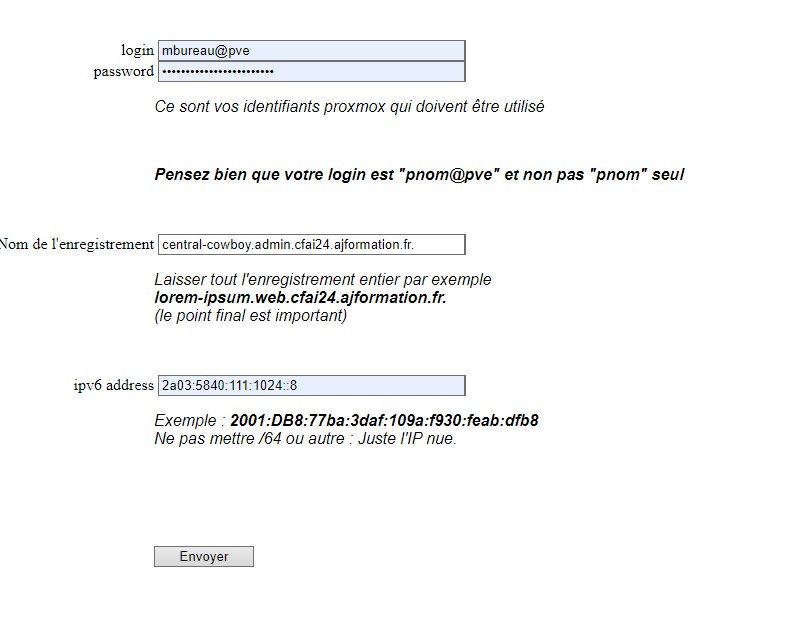 login mbureau@pve
password ••••••••••••••••••••••••
Ce sont vos identifiants proxmox qui doivent être utilisé
Pensez bien que votre login est "pnom@pve" et non pas "pnom" seul
Nom de l'enregistrement central-cowboy.admin.cfai24.ajformation.fr.
Laisser tout l'enregistrement entier par exemple
lorem-ipsum.web.cfai24.ajformation.fr.
(le point final est important)
ipv6 address 2a03:5840:111:1024::8
Exemple : 2001:DB8:77ba:3daf:109a:f930:feab:dfb8
Ne pas mettre /64 ou autre : Juste l'IP nue.
Envoyer